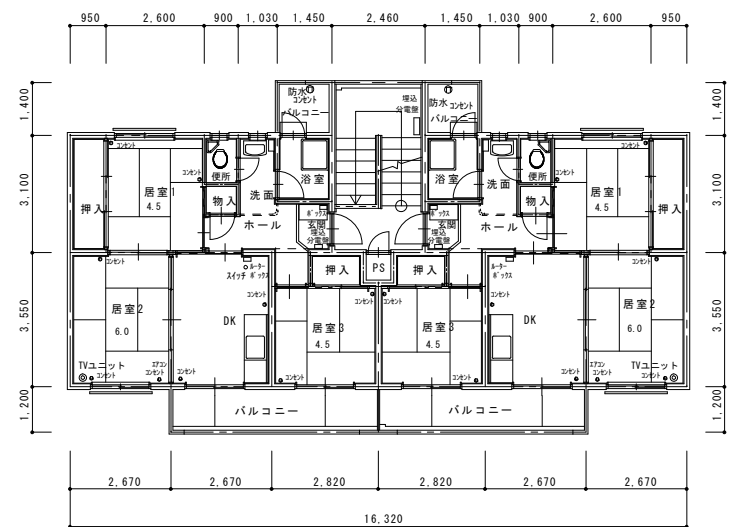 950 2,600 900 1,030 1,450 2,460 1,450 1,030 900 2,600 950
1,400
1,400
防水
コンセント
バルコニー
埋込
分電盤
防水
コンセント
バルコニー
3,100
3,100
コンセント
コンセント
押入
居室1
4.5
便所
物入
洗面
浴室
ホール
ボックス
玄関
埋込
分電盤
浴室
洗面
便所
物入
ホール
ボックス
玄関
埋込
分電盤
コンセント
コンセント
居室1
4.5
押入
押入
PS
押入
3,550
3,550
コンセント
居室2
6.0
TVユニット
コンセント
エアコン
コンセント
スイッチ
ルーター
ボックス
コンセント
DK
コンセント
コンセント
居室3
4.5
コンセント
コンセント
居室3
4.5
コンセント
ルーター
ボックス
コンセント
DK
コンセント
コンセント
居室2
6.0
エアコン
コンセント
TVユニット
コンセント
1,200
1,200
バルコニー
バルコニー
2,670 2,670 2,820 2,820 2,670 2,670
16,320